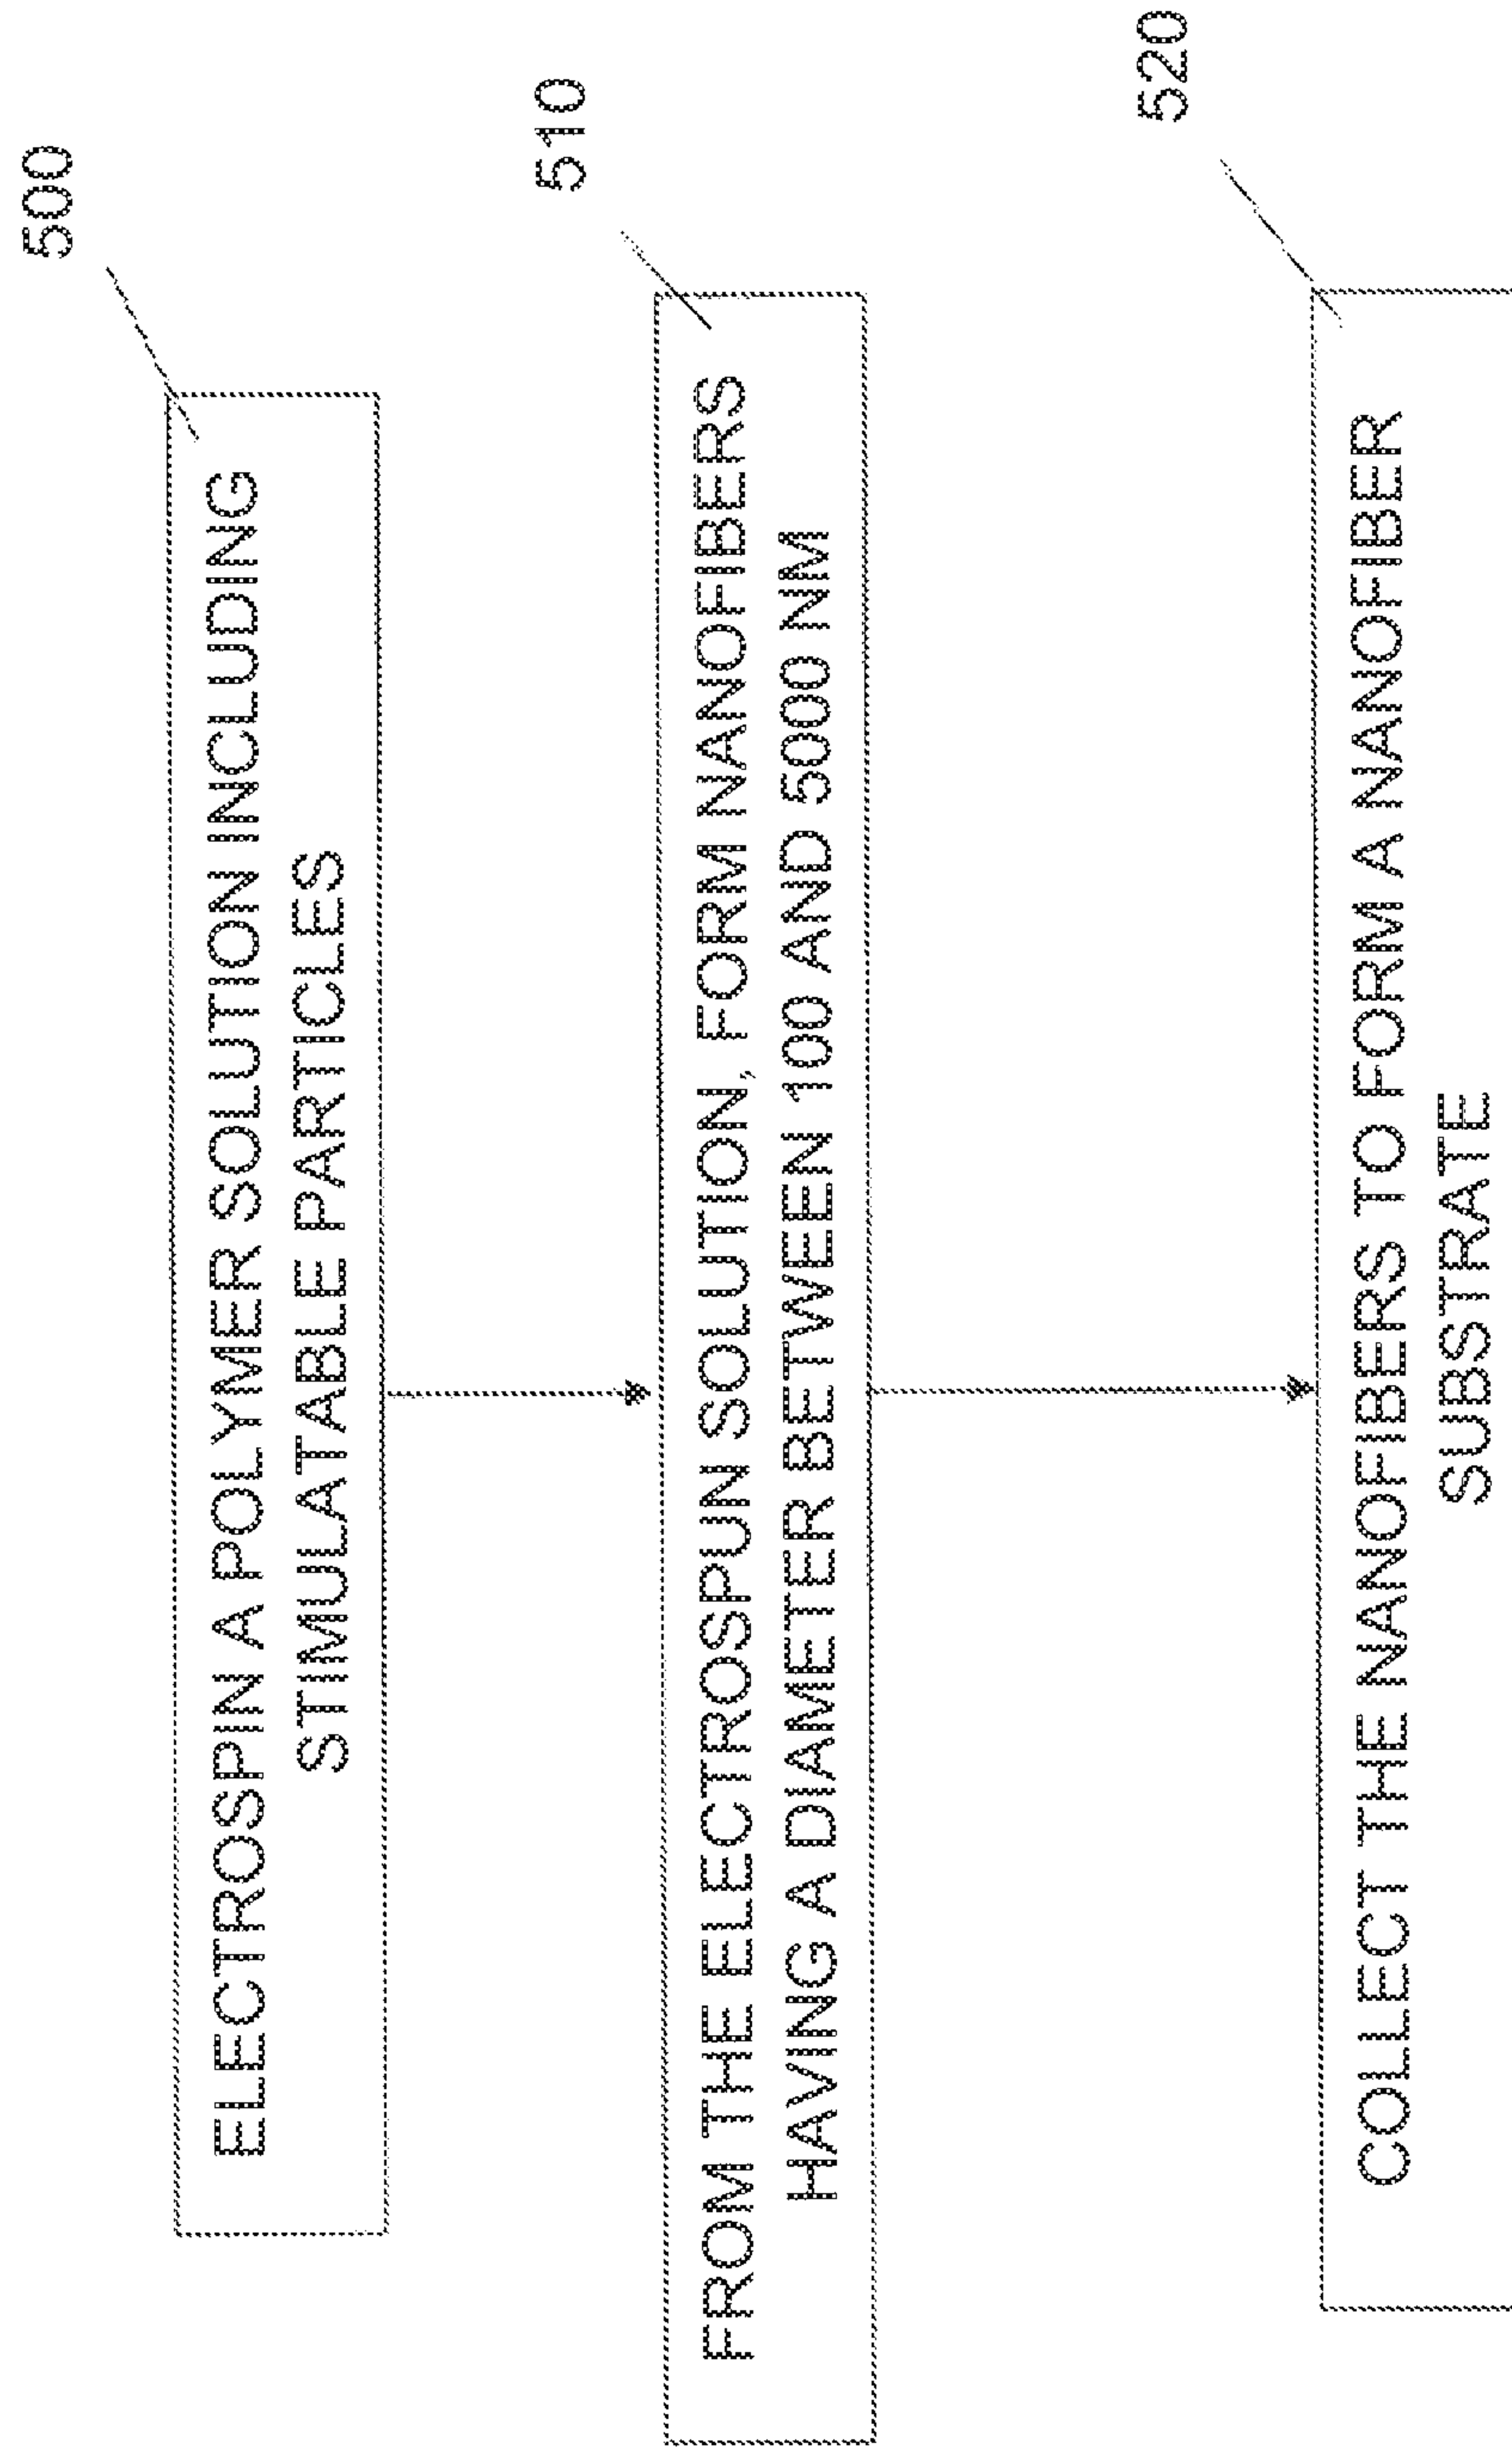 500
ELECTROSPIN A POLYMER SOLUTION INCLUDING
STIMULATABLE PARTICLES
510
FROM THE ELECTROSPUN SOLUTION, FORM NANOFIBERS
HAVING A DIAMETER BETWEEN 100 AND 5000 NM
520
COLLECT THE NANOFIBERS TO FORM A NANOFIBER
SUBSTRATE